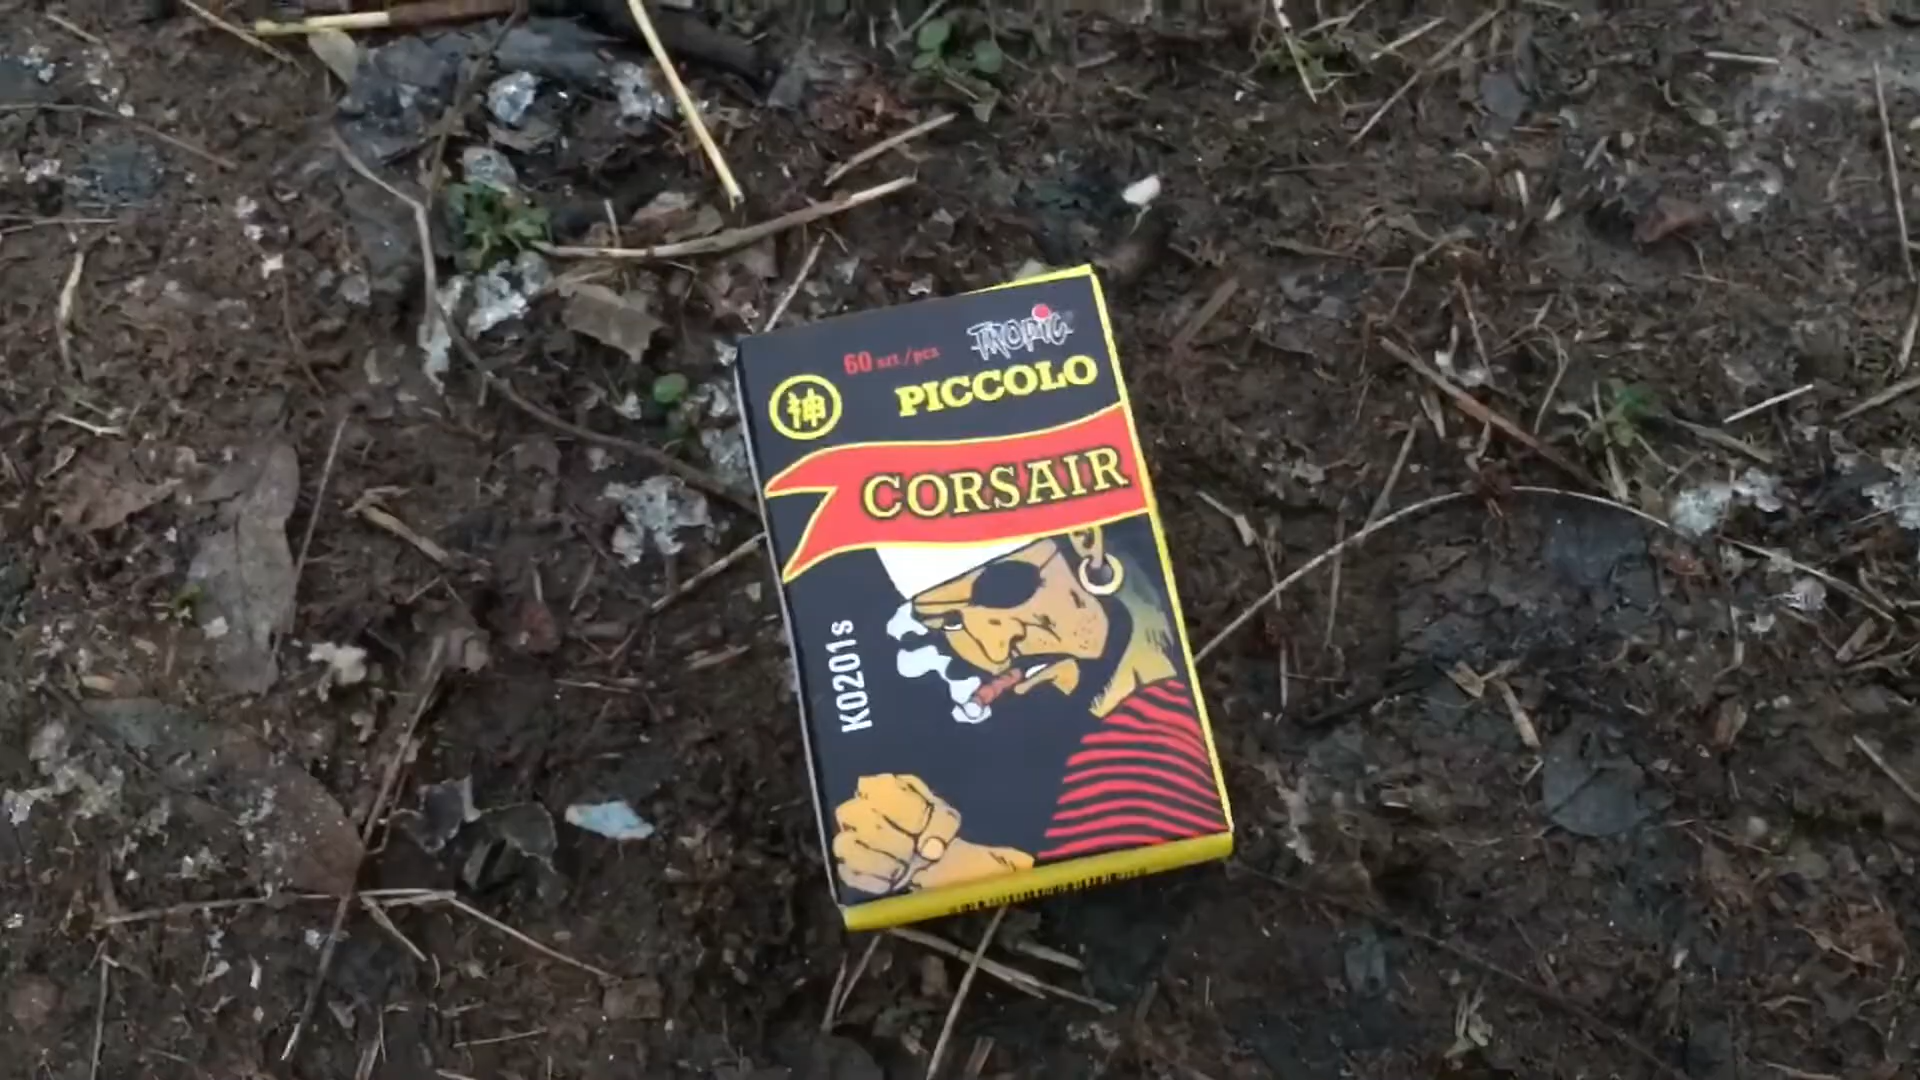 TROPIC
60 szt./pcs
PICCOLO
神
CORSAIR
K0201s